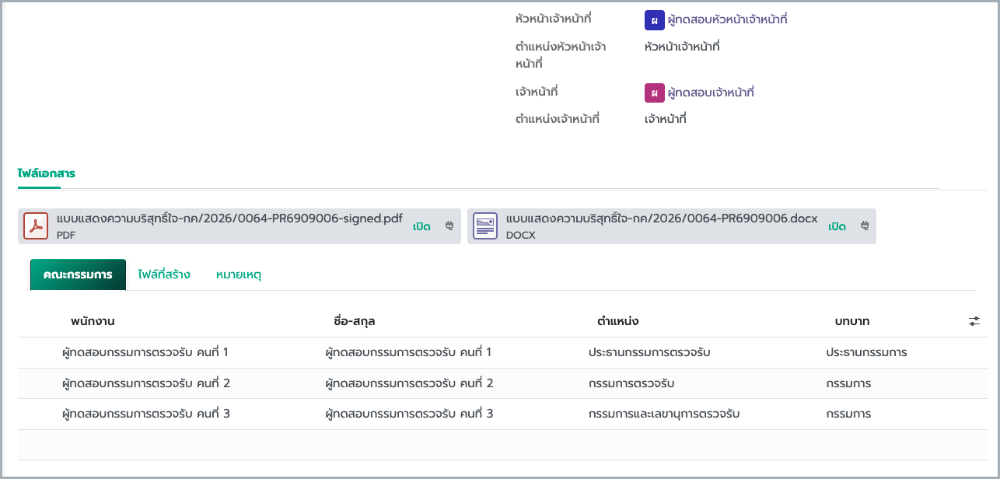 หัวหน้าเจ้าหน้าที่
ผ ผู้ทดสอบหัวหน้าเจ้าหน้าที่
ตำแหน่งหัวหน้าเจ้า
หน้าที่
หัวหน้าเจ้าหน้าที่
เจ้าหน้าที่
ผ ผู้ทดสอบเจ้าหน้าที่
ตำแหน่งเจ้าหน้าที่
เจ้าหน้าที่
ไฟล์เอกสาร
แบบแสดงความบริสุทธิ์ใจ-กค/2026/0064-PR6909006-signed.pdf
PDF
เปิด
แบบแสดงความบริสุทธิ์ใจ-กค/2026/0064-PR6909006.docx
DOCX
เปิด
คณะกรรมการ ไฟล์ที่สร้าง หมายเหตุ
พนักงาน ชื่อ-สกุล ตำแหน่ง บทบาท
ผู้ทดสอบกรรมการตรวจรับ คนที่ 1 ผู้ทดสอบกรรมการตรวจรับ คนที่ 1 ประธานกรรมการตรวจรับ ประธานกรรมการ
ผู้ทดสอบกรรมการตรวจรับ คนที่ 2 ผู้ทดสอบกรรมการตรวจรับ คนที่ 2 กรรมการตรวจรับ กรรมการ
ผู้ทดสอบกรรมการตรวจรับ คนที่ 3 ผู้ทดสอบกรรมการตรวจรับ คนที่ 3 กรรมการและเลขานุการตรวจรับ กรรมการ